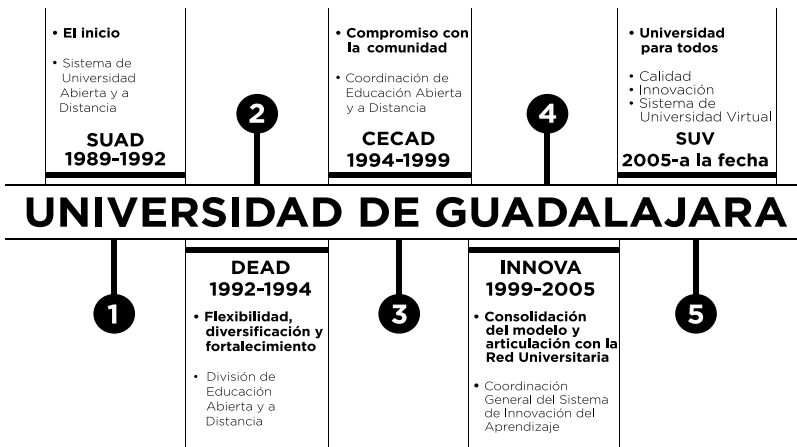 • El inicio
• Sistema de
Universidad
Abierta y a
Distancia
SUAD
1989-1992
2
• Compromiso con
la comunidad
• Coordinación de
Educación Abierta
y a Distancia
CECAD
1994-1999
4
• Universidad
para todos
• Calidad
• Innovación
• Sistema de
Universidad Virtual
SUV
2005-a la fecha
UNIVERSIDAD DE GUADALAJARA
1
DEAD
1992-1994
• Flexibilidad,
diversificación y
fortalecimiento
• División de
Educación
Abierta y a
Distancia
3
INNOVA
1999-2005
• Consolidación
del modelo y
articulación con la
Red Universitaria
• Coordinación
General del Sistema
de Innovación del
Aprendizaje
5